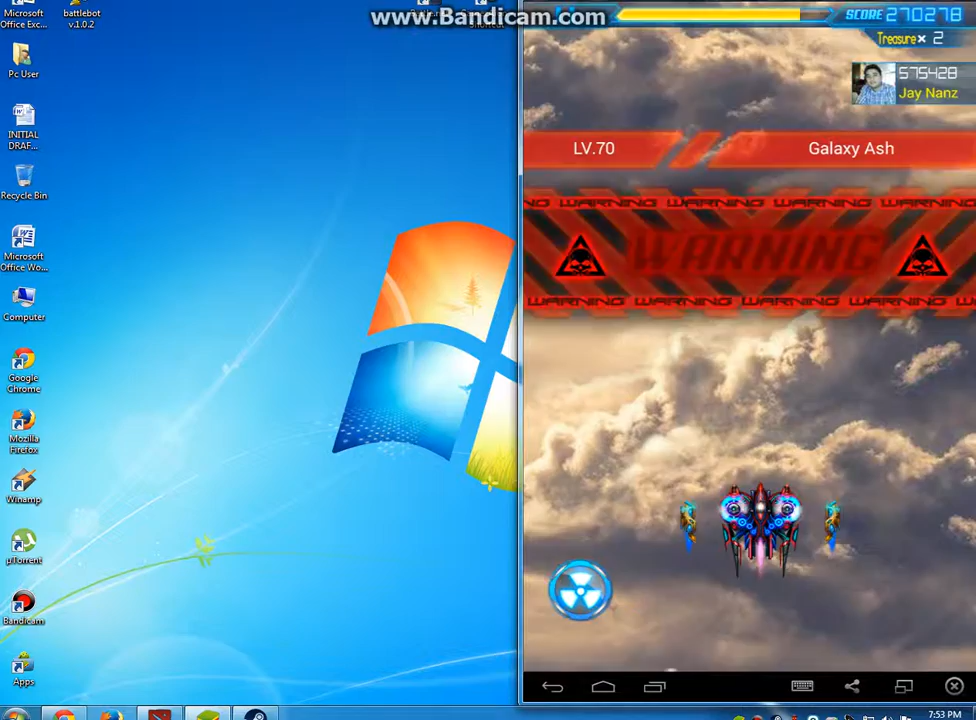 www.Bandicam.com
Microsoft
Office Exc...
battlebot
v.1.0.2
Pc User
INITIAL
DRAF...
Recycle Bin
Microsoft
Office Wo...
Computer
Google
Chrome
Mozilla
Firefox
Winamp
µTorrent
Bandicam
Apps
SCORE 270278
Treasure× 2
575428
Jay Nanz
LV.70
Galaxy Ash
WARNING WARNING WARNING WARNING
WARNING
WARNING WARNING WARNING WARNING
7:53 PM